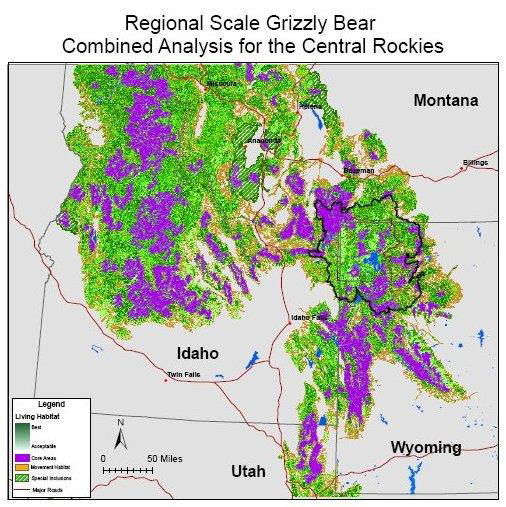 Regional Scale Grizzly Bear
Combined Analysis for the Central Rockies
Missoula
Helena
Montana
Anaconda
Billings
Bozeman
Idaho Falls
Idaho
Twin Falls
Legend
Living Habitat
Best
Acceptable
Core Areas
Movement Habitat
Special Inclusions
Major Roads
N
0 50 Miles
Utah
Wyoming